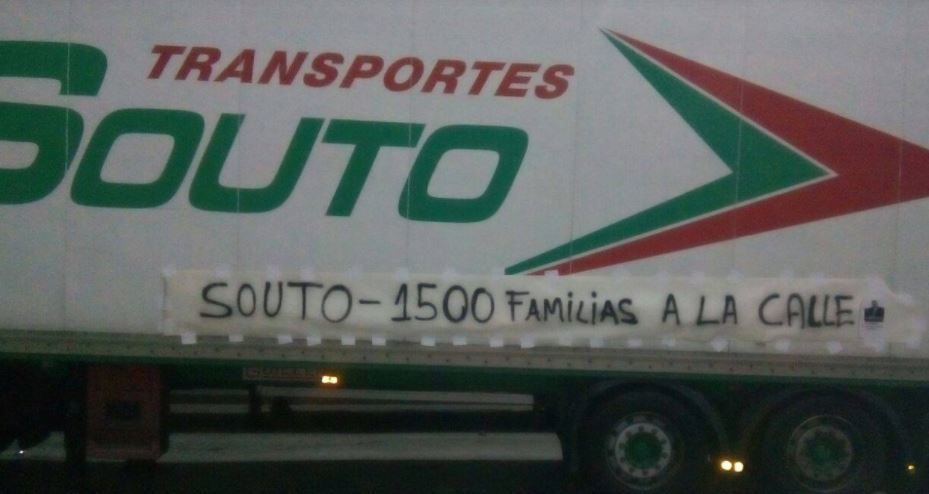 TRANSPORTES
SOUTO
SOUTO-1500 FAMILIAS A LA CALLE